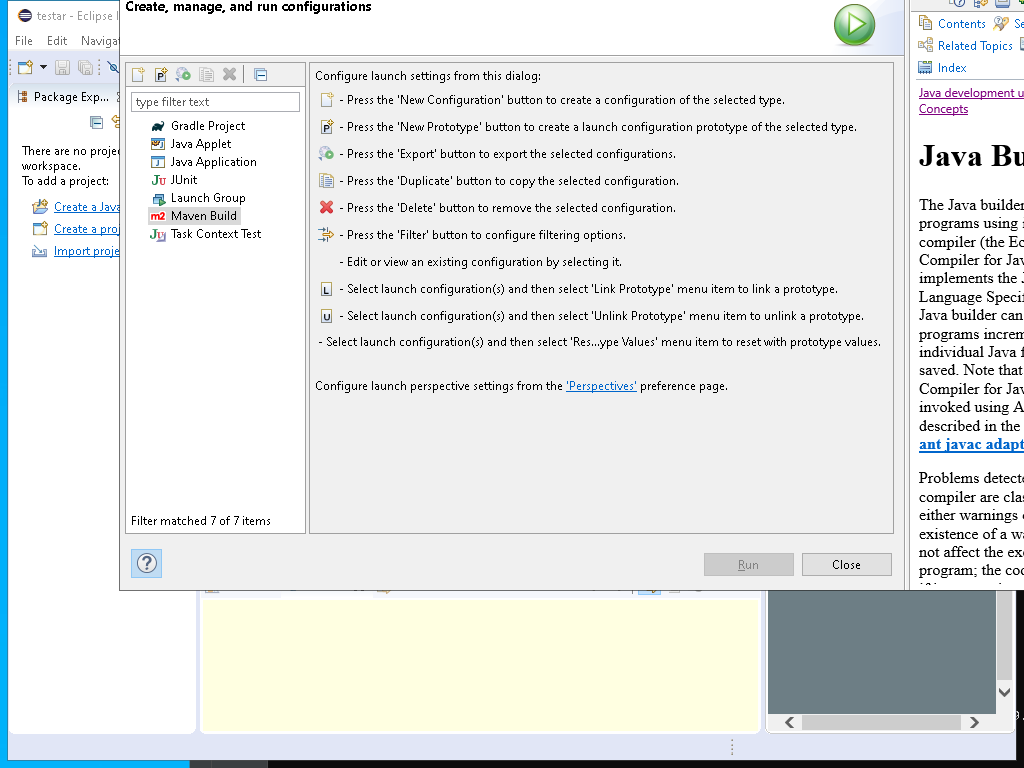 testar - Eclipse I
File Edit Navigat
Package Exp...
There are no projec
workspace.
To add a project:
Create a Java
Create a proj
Import proje
Create, manage, and run configurations
type filter text
Gradle Project
Java Applet
Java Application
JUnit
Launch Group
m2 Maven Build
Task Context Test
Filter matched 7 of 7 items
Configure launch settings from this dialog:
- Press the 'New Configuration' button to create a configuration of the selected type.
- Press the 'New Prototype' button to create a launch configuration prototype of the selected type.
- Press the 'Export' button to export the selected configurations.
- Press the 'Duplicate' button to copy the selected configuration.
- Press the 'Delete' button to remove the selected configuration.
- Press the 'Filter' button to configure filtering options.
- Edit or view an existing configuration by selecting it.
L - Select launch configuration(s) and then select 'Link Prototype' menu item to link a prototype.
U - Select launch configuration(s) and then select 'Unlink Prototype' menu item to unlink a prototype.
- Select launch configuration(s) and then select 'Res...ype Values' menu item to reset with prototype values.
Configure launch perspective settings from the 'Perspectives' preference page.
Run
Close
Contents Se
Related Topics
Index
Java development u
Concepts
Java Bu
The Java builder
programs using
compiler (the Ec
Compiler for Jav
implements the J
Language Specif
Java builder can
programs increm
individual Java f
saved. Note that
Compiler for Jav
invoked using A
described in the
ant javac adapt
Problems detecte
compiler are clas
either warnings
existence of a wa
not affect the exe
program; the cod